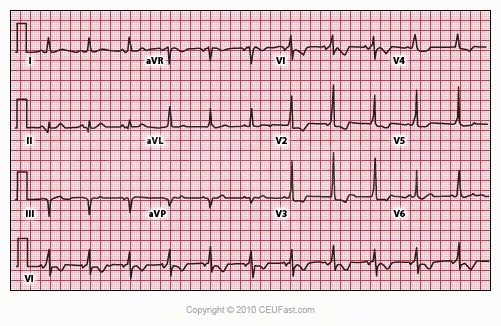 I aVR VI V4
II aVL V2 V5
III aVP V3 V6
VI
Copyright © 2010 CEUFast.com